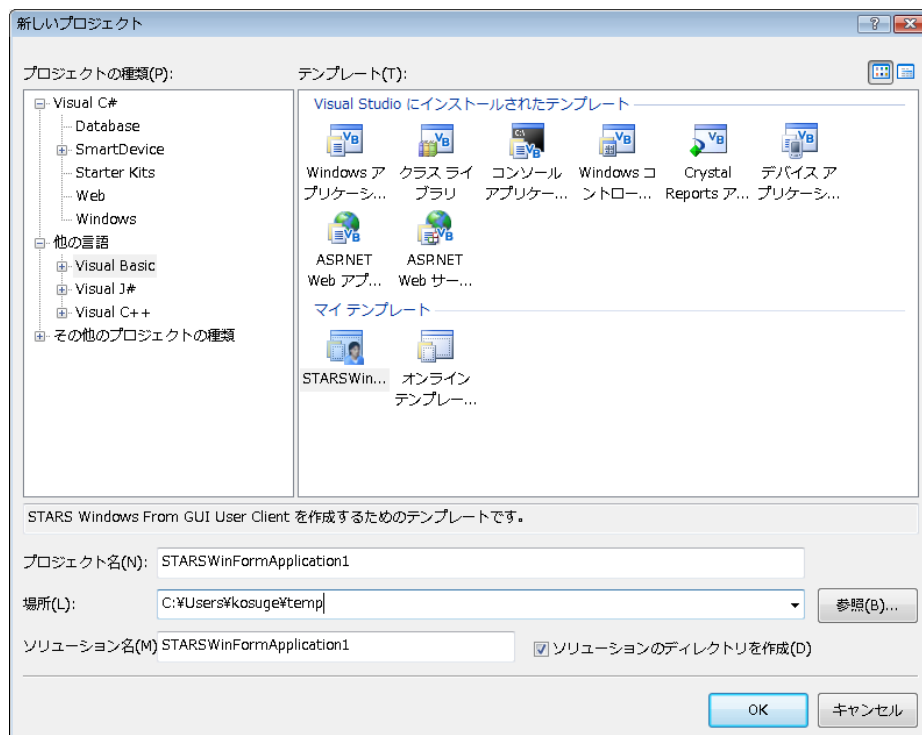 新しいプロジェクト
プロジェクトの種類(P):
テンプレート(T):
Visual C#
Database
SmartDevice
Starter Kits
Web
Windows
他の言語
Visual Basic
Visual J#
Visual C++
その他のプロジェクトの種類
Visual Studio にインストールされたテンプレート
Windows ア
プリケーシ...
クラス ライ
ブラリ
コンソール
アプリケー...
Windows コ
ントロー...
Crystal
Reports ア...
デバイス ア
プリケーシ...
ASP.NET
Web アプ...
ASP.NET
Web サー...
マイ テンプレート
STARSWin...
オンライン
テンプレー...
STARS Windows From GUI User Client を作成するためのテンプレートです。
プロジェクト名(N): STARSWinFormApplication1
場所(L): C:¥Users¥kosuge¥temp
参照(B)...
ソリューション名(M) STARSWinFormApplication1
ソリューションのディレクトリを作成(D)
OK
キャンセル